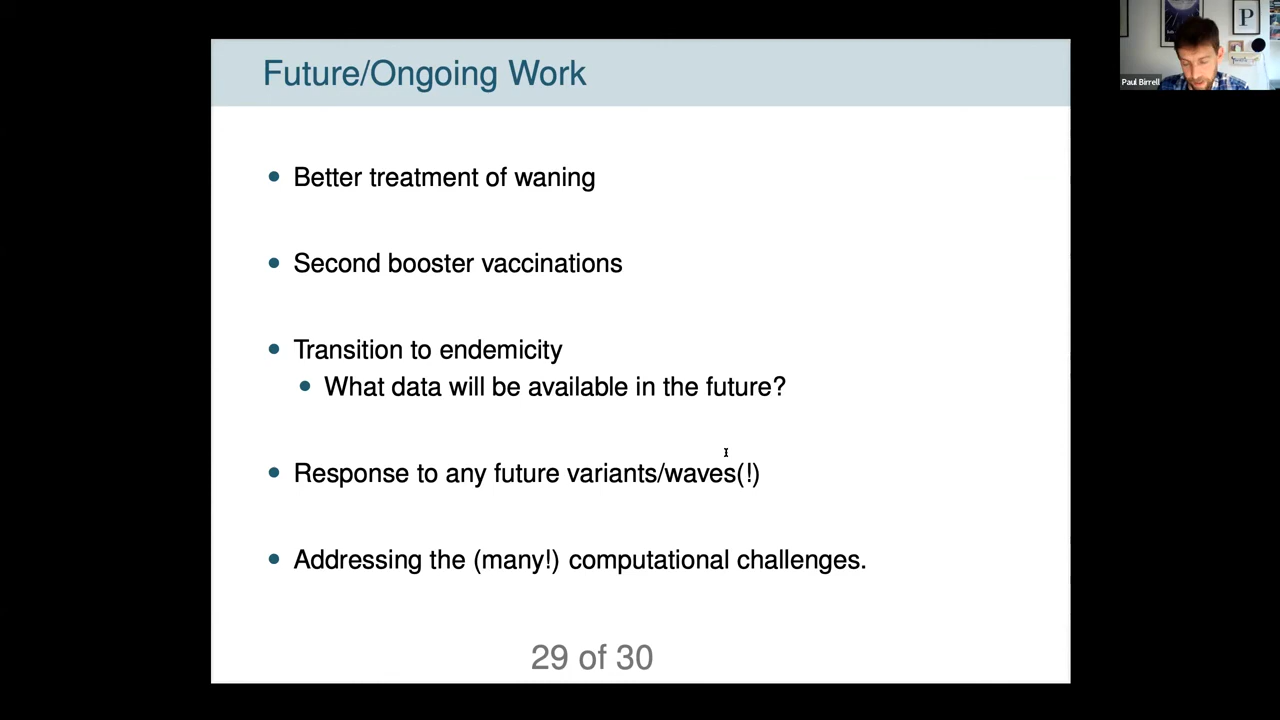 Future/Ongoing Work
• Better treatment of waning
• Second booster vaccinations
• Transition to endemicity
• What data will be available in the future?
• Response to any future variants/waves(!)
• Addressing the (many!) computational challenges.
29 of 30
Paul Birrell
P